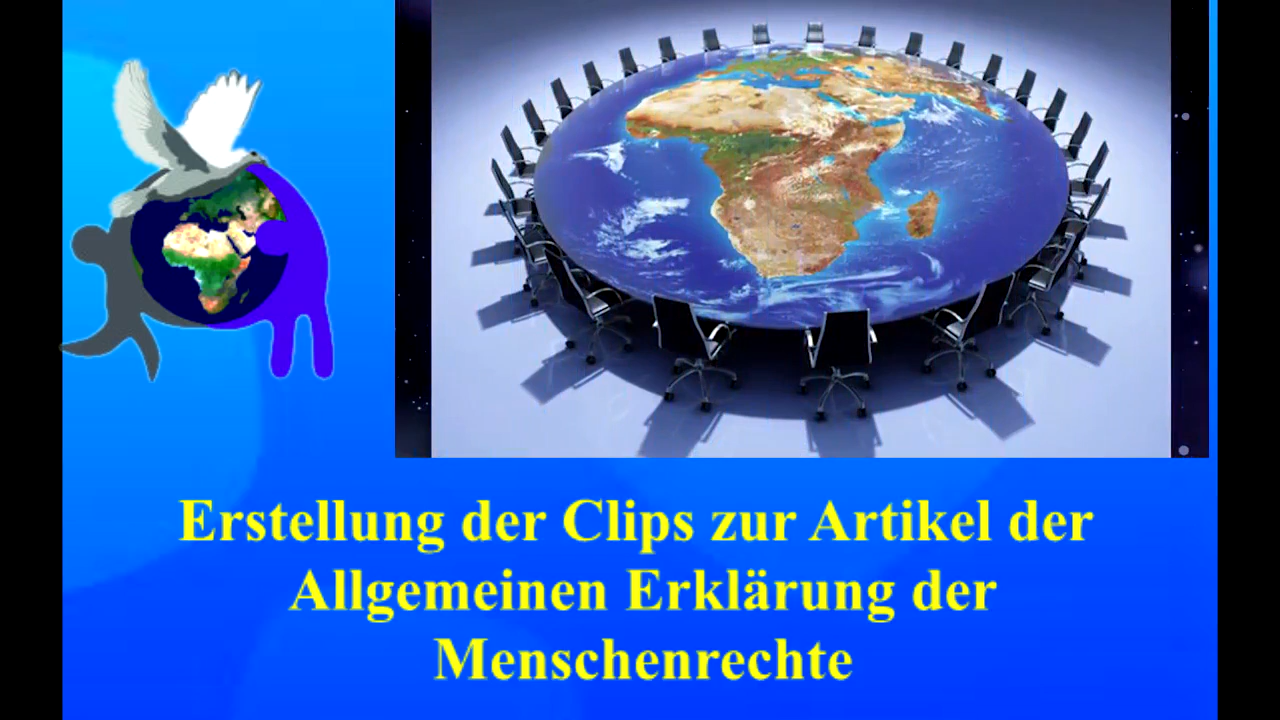 Erstellung der Clips zur Artikel der
Allgemeinen Erklärung der
Menschenrechte